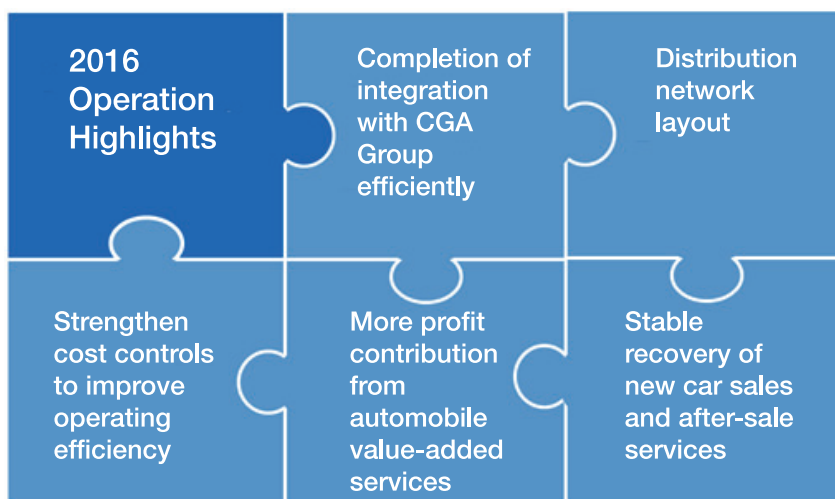 2016
Operation
Highlights
Completion of
integration
with CGA
Group
efficiently
Distribution
network
layout
Strengthen
cost controls
to improve
operating
efficiency
More profit
contribution
from
automobile
value-added
services
Stable
recovery of
new car sales
and after-sale
services